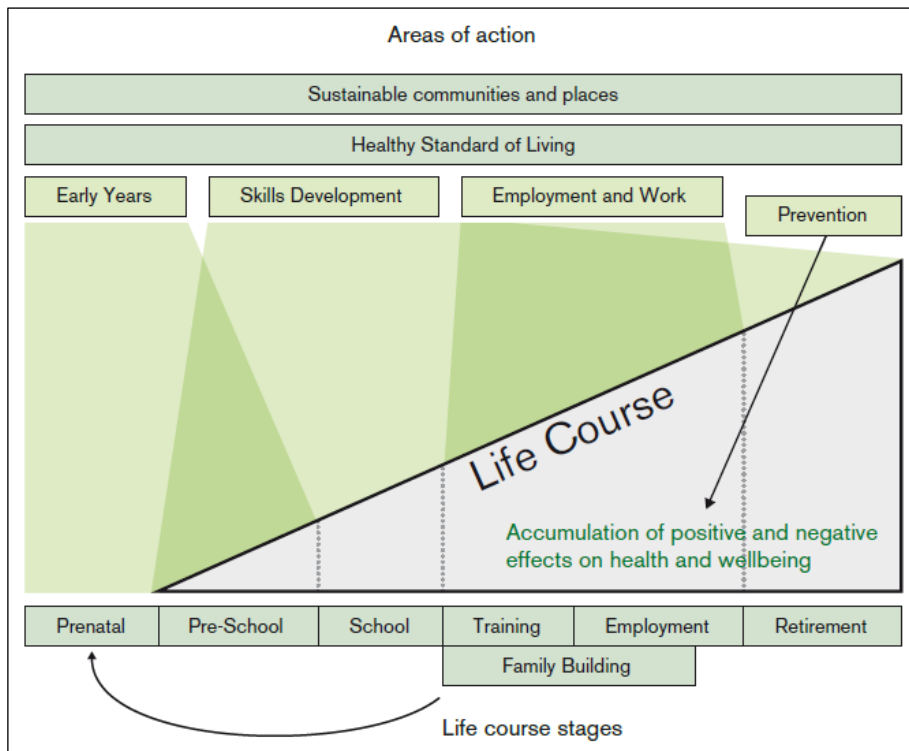 Areas of action
Sustainable communities and places
Healthy Standard of Living
Early Years
Skills Development
Employment and Work
Prevention
Life Course
Accumulation of positive and negative
effects on health and wellbeing
Prenatal
Pre-School
School
Training
Employment
Retirement
Family Building
Life course stages